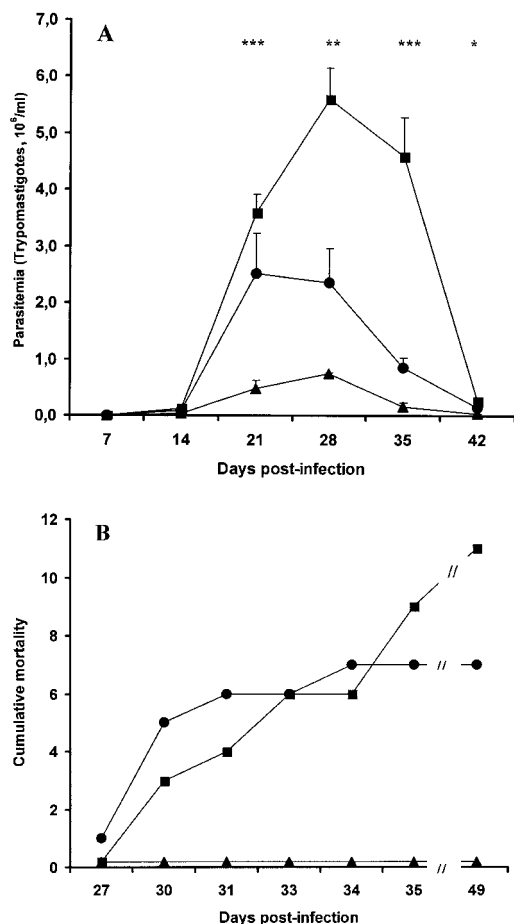 A
*** ** *** *
7,0
6,0
5,0
4,0
3,0
2,0
1,0
0,0
Parasitemia (Trypomastigotes, 10⁶/ml)
7 14 21 28 35 42
Days post-infection
B
12
10
8
6
4
2
0
Cumulative mortality
//
//
//
27 30 31 33 34 35 49
Days post-infection